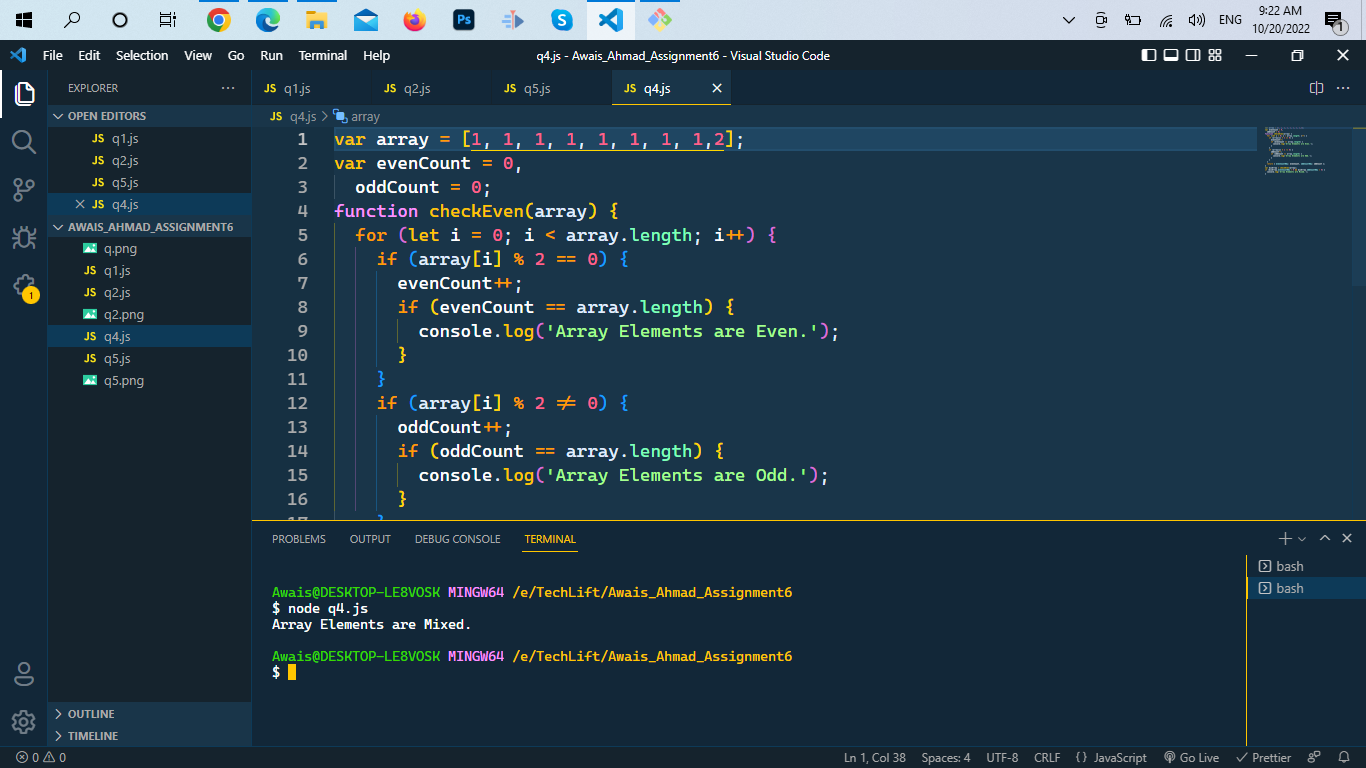 9:22 AM
ENG
10/20/2022
1
File Edit Selection View Go Run Terminal Help
q4.js - Awais_Ahmad_Assignment6 - Visual Studio Code
EXPLORER
JS q1.js
JS q2.js
JS q5.js
JS q4.js
OPEN EDITORS
JS q1.js
JS q2.js
JS q5.js
JS q4.js
AWAIS_AHMAD_ASSIGNMENT6
q.png
JS q1.js
JS q2.js
q2.png
JS q4.js
JS q5.js
q5.png
OUTLINE
TIMELINE
1
JS q4.js > array
1 var array = [1, 1, 1, 1, 1, 1, 1, 1,2];
2 var evenCount = 0,
3 oddCount = 0;
4 function checkEven(array) {
5 for (let i = 0; i < array.length; i++) {
6 if (array[i] % 2 == 0) {
7 evenCount++;
8 if (evenCount == array.length) {
9 console.log('Array Elements are Even.');
10 }
11 }
12 if (array[i] % 2 != 0) {
13 oddCount++;
14 if (oddCount == array.length) {
15 console.log('Array Elements are Odd.');
16 }
17 }
PROBLEMS OUTPUT DEBUG CONSOLE TERMINAL
Awais@DESKTOP-LE8VOSK MINGW64 /e/TechLift/Awais_Ahmad_Assignment6
$ node q4.js
Array Elements are Mixed.
Awais@DESKTOP-LE8VOSK MINGW64 /e/TechLift/Awais_Ahmad_Assignment6
$
bash
bash
0 0
Ln 1, Col 38 Spaces: 4 UTF-8 CRLF {} JavaScript Go Live Prettier